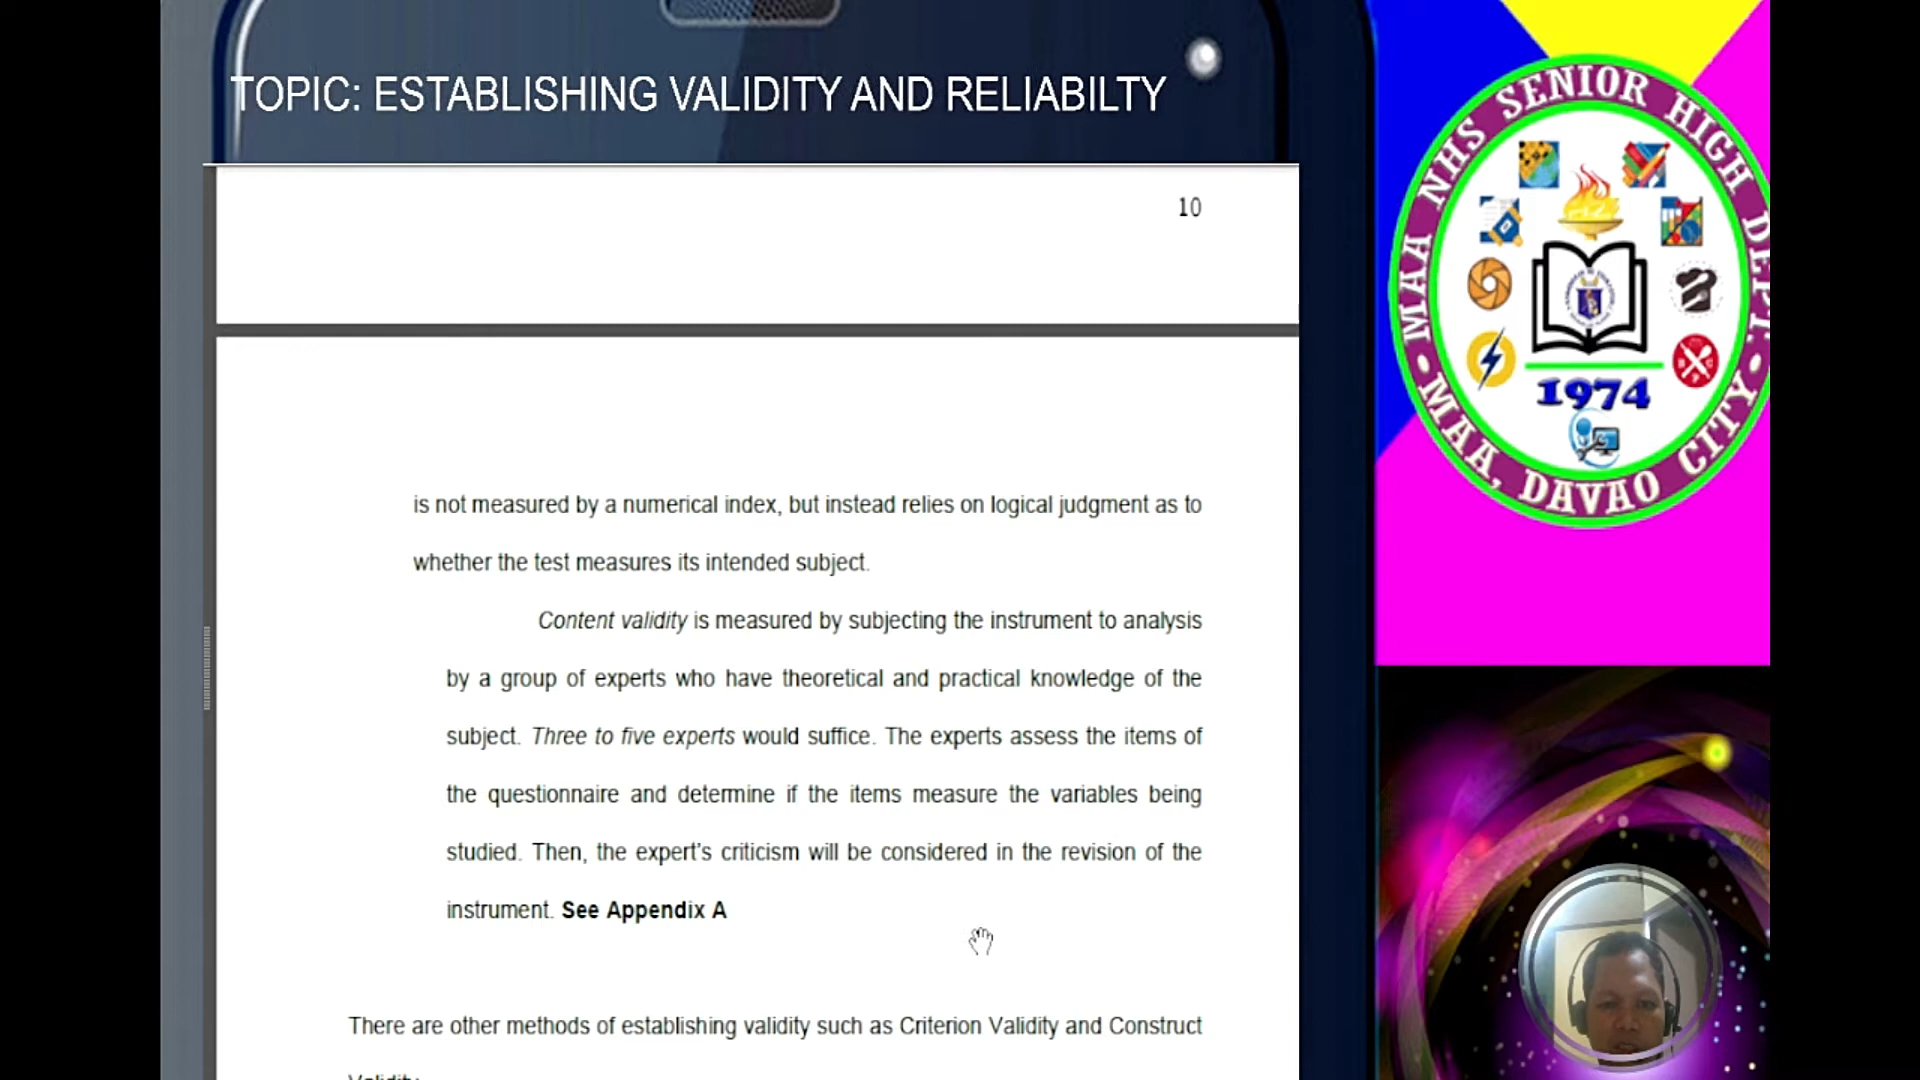 TOPIC: ESTABLISHING VALIDITY AND RELIABILTY
10
is not measured by a numerical index, but instead relies on logical judgment as to
whether the test measures its intended subject.
Content validity is measured by subjecting the instrument to analysis
by a group of experts who have theoretical and practical knowledge of the
subject. Three to five experts would suffice. The experts assess the items of
the questionnaire and determine if the items measure the variables being
studied. Then, the expert's criticism will be considered in the revision of the
instrument. See Appendix A
There are other methods of establishing validity such as Criterion Validity and Construct
Validity
MAA NHS SENIOR HIGH DEPT.
1974
MAA, DAVAO CITY